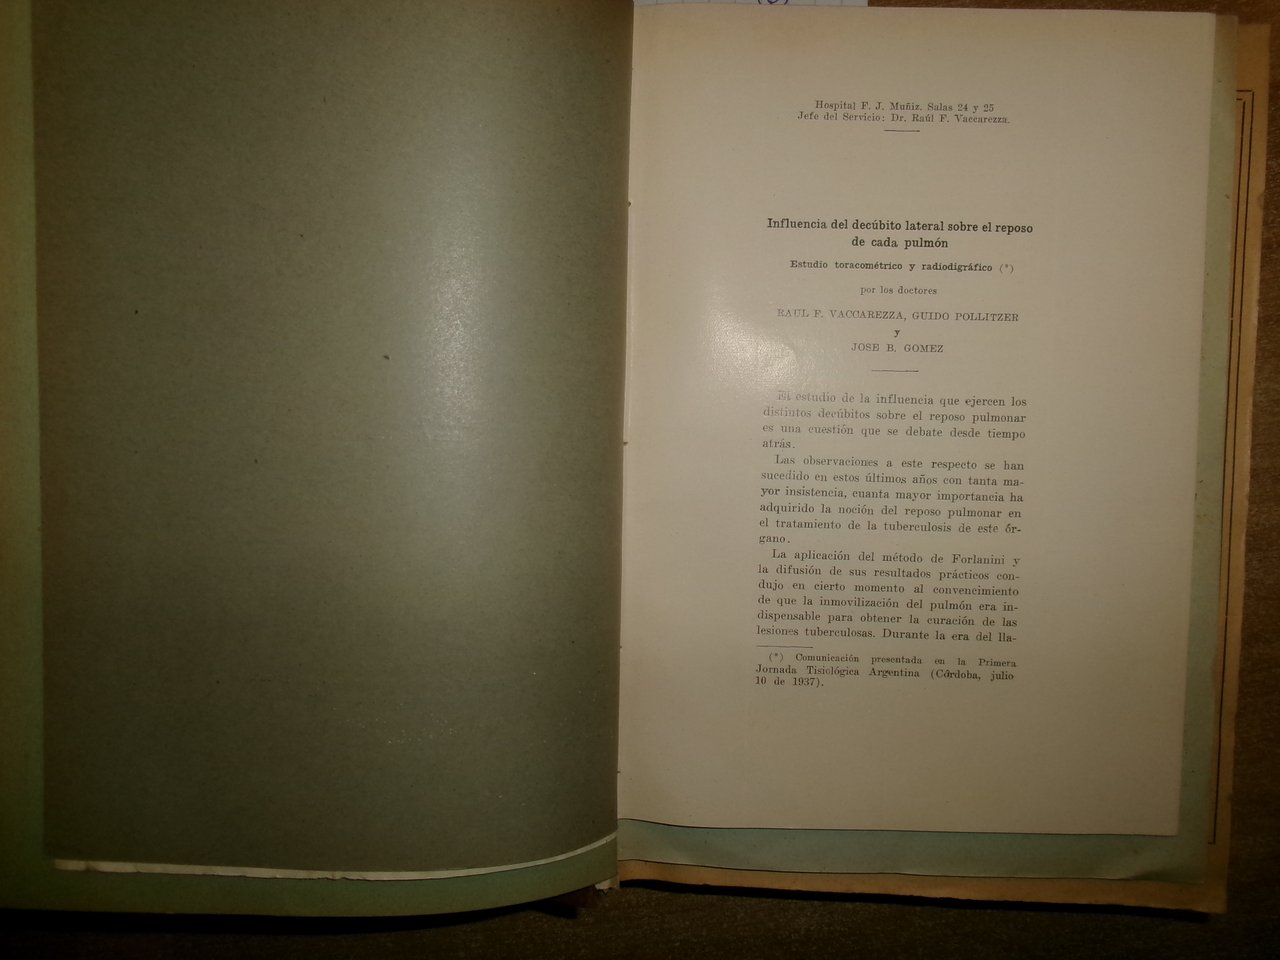 Hospital F. J. Muñiz. Salas 24 y 25
Jefe del Servicio: Dr. Raúl F. Vaccarezza.
Influencia del decúbito lateral sobre el reposo
de cada pulmón
Estudio toracométrico y radiodigráfico (*)
por los doctores
RAUL F. VACCAREZZA, GUIDO POLLITZER
y
JOSE B. GOMEZ
El estudio de la influencia que ejercen los
distintos decúbitos sobre el reposo pulmonar
es una cuestión que se debate desde tiempo
atrás.
Las observaciones a este respecto se han
sucedido en estos últimos años con tanta ma-
yor insistencia, cuanta mayor importancia ha
adquirido la noción del reposo pulmonar en
el tratamiento de la tuberculosis de este ór-
gano.
La aplicación del método de Forlanini y
la difusión de sus resultados prácticos con-
dujo en cierto momento al convencimiento
de que la inmovilización del pulmón era in-
dispensable para obtener la curación de las
lesiones tuberculosas. Durante la era del lla-
(*) Comunicación presentada en la Primera
Jornada Tisiológica Argentina (Córdoba, julio
10 de 1937).